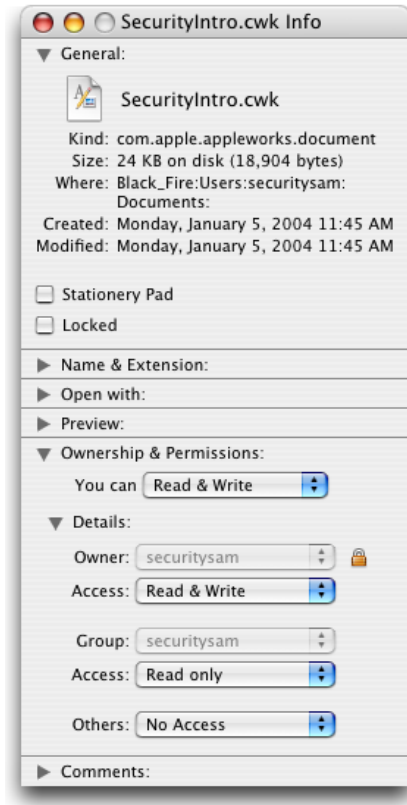 SecurityIntro.cwk Info
General:
SecurityIntro.cwk
Kind: com.apple.appleworks.document
Size: 24 KB on disk (18,904 bytes)
Where: Black_Fire:Users:securitysam:
Documents:
Created: Monday, January 5, 2004 11:45 AM
Modified: Monday, January 5, 2004 11:45 AM
Stationery Pad
Locked
Name & Extension:
Open with:
Preview:
Ownership & Permissions:
You can Read & Write
Details:
Owner: securitysam
Access: Read & Write
Group: securitysam
Access: Read only
Others: No Access
Comments: